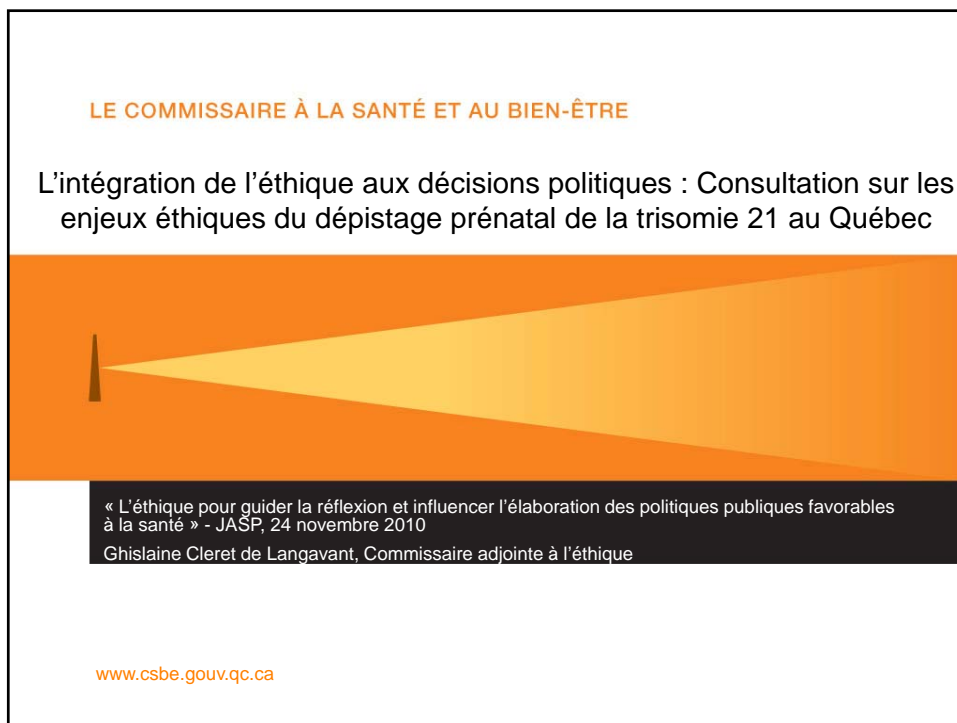 LE COMMISSAIRE À LA SANTÉ ET AU BIEN-ÊTRE
L'intégration de l'éthique aux décisions politiques : Consultation sur les
enjeux éthiques du dépistage prénatal de la trisomie 21 au Québec
« L'éthique pour guider la réflexion et influencer l'élaboration des politiques publiques favorables
à la santé » - JASP, 24 novembre 2010
Ghislaine Cleret de Langavant, Commissaire adjointe à l'éthique
www.csbe.gouv.qc.ca